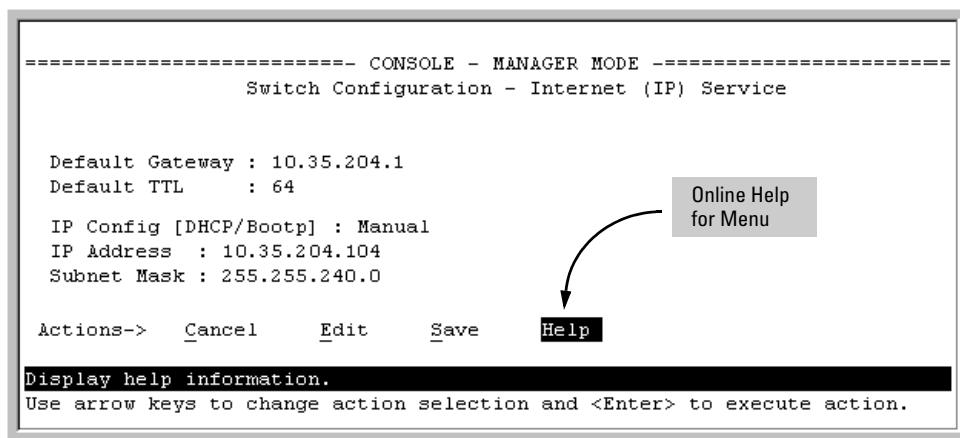 ===========================- CONSOLE - MANAGER MODE -========================
Switch Configuration - Internet (IP) Service
Default Gateway : 10.35.204.1
Default TTL     : 64
IP Config [DHCP/Bootp] : Manual
IP Address  : 10.35.204.104
Subnet Mask : 255.255.240.0
Online Help
for Menu
Actions->   Cancel     Edit     Save     Help
Display help information.
Use arrow keys to change action selection and <Enter> to execute action.